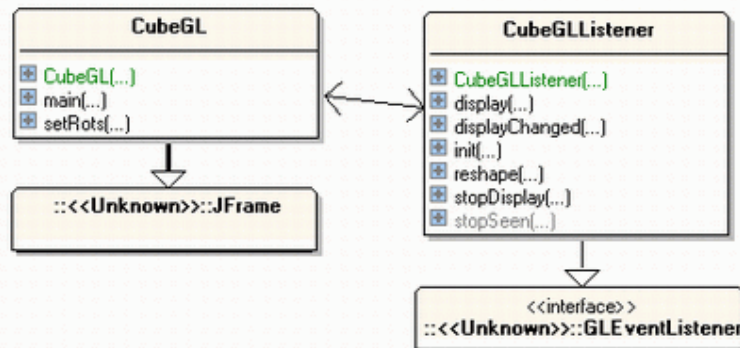 CubeGL
CubeGL(...)
main(...)
setRots(...)
::<<Unknown>>::JFrame
CubeGLListener
CubeGLListener(...)
display(...)
displayChanged(...)
init(...)
reshape(...)
stopDisplay(...)
stopSeen(...)
<<interface>>
::<<Unknown>>::GLEventListener